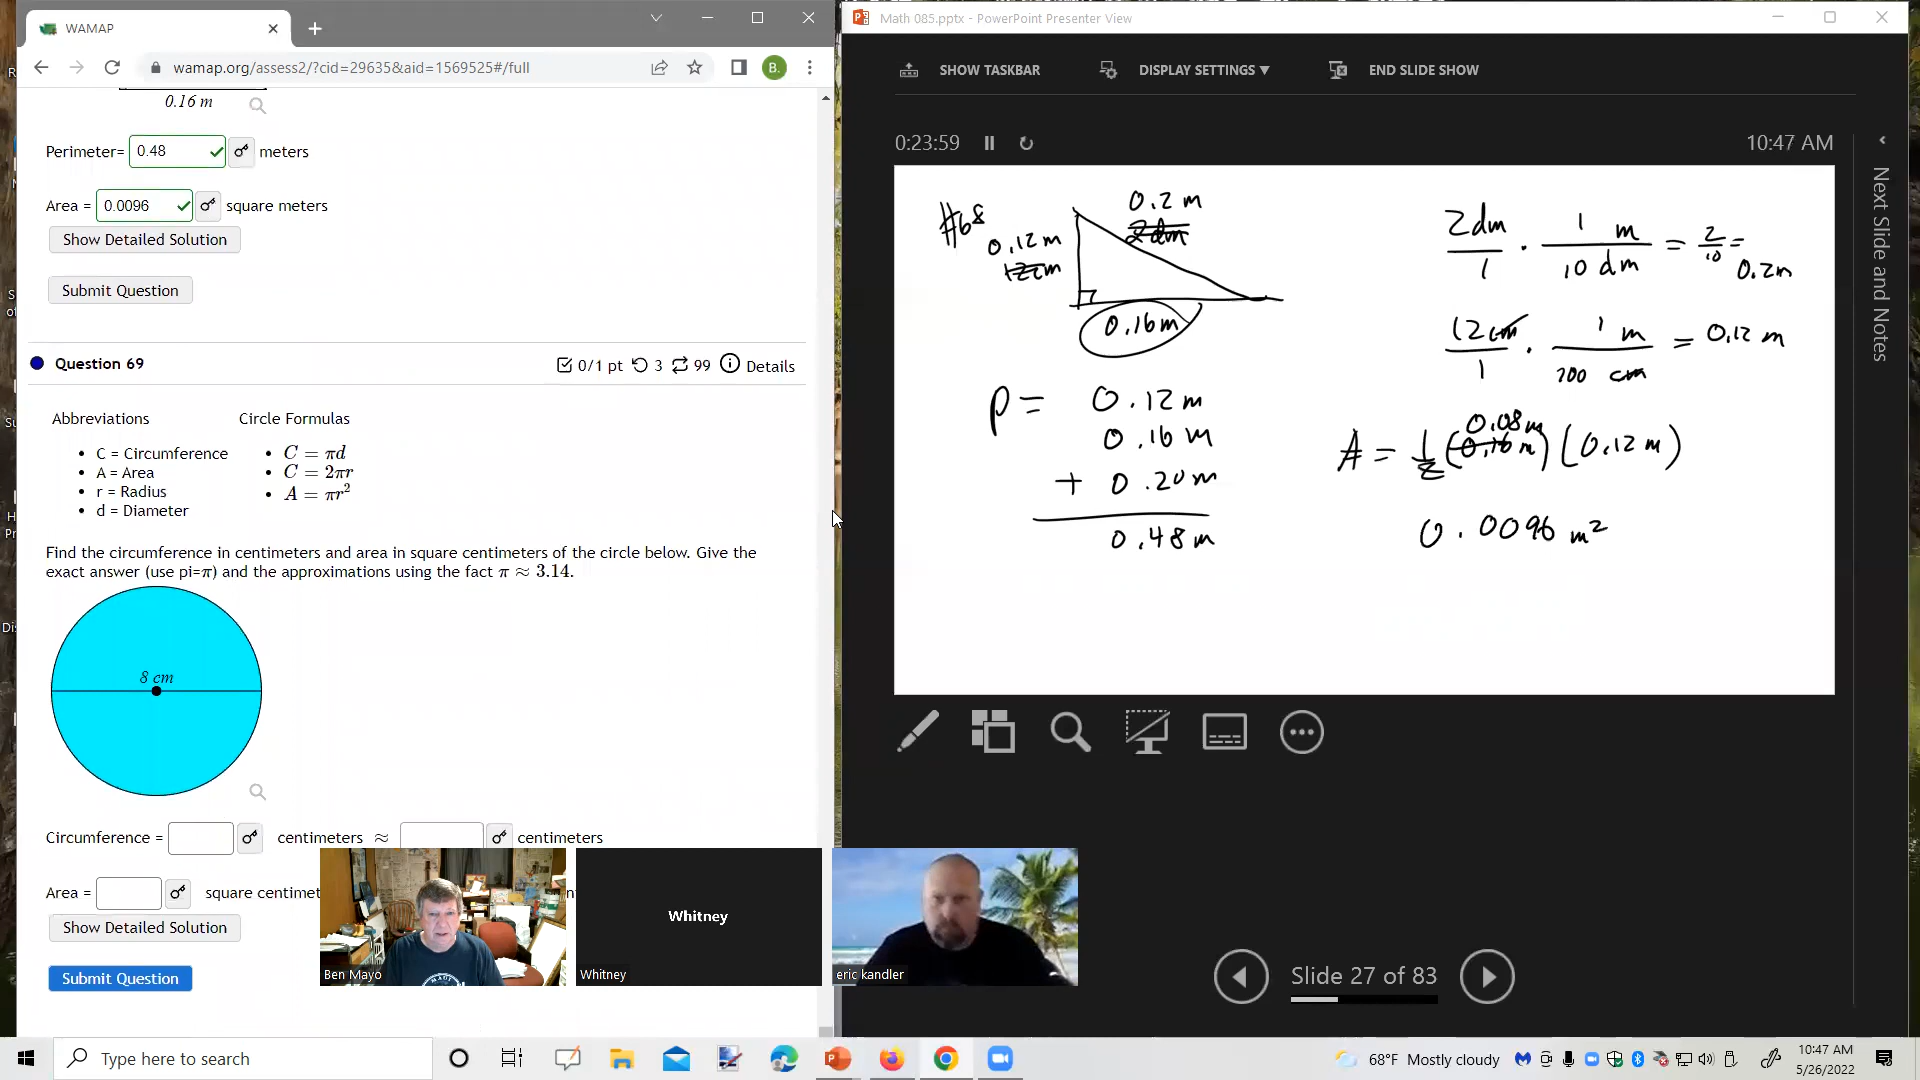 WAMAP
wamap.org/assess2/?cid=29635&aid=1569525#/full
B.
0.16 m
Perimeter= 0.48 meters
Area = 0.0096 square meters
Show Detailed Solution
Submit Question
Question 69
0/1 pt 3 99 Details
Abbreviations
C = Circumference
A = Area
r = Radius
d = Diameter
Circle Formulas
C = πd
C = 2πr
A = πr²
Find the circumference in centimeters and area in square centimeters of the circle below. Give the
exact answer (use pi=π) and the approximations using the fact π ≈ 3.14.
8 cm
Circumference = centimeters ≈ centimeters
Area = square centimet
Show Detailed Solution
Submit Question
Math 085.pptx - PowerPoint Presenter View
SHOW TASKBAR DISPLAY SETTINGS ▼ END SLIDE SHOW
0:23:59 10:47 AM
Next Slide and Notes
#68
0.2 m
2dm
0.12 m
12cm
0.16m
P = 0.12 m
0.16 m
+ 0.20 m
0.48 m
2dm/1 · 1 m/10 dm = 2/10 = 0.2m
12cm/1 · 1 m/100 cm = 0.12 m
0.08m
A = 1/2 (0.16 m) (0.12 m)
0.0096 m²
Slide 27 of 83
Ben Mayo
Whitney
Whitney
eric kandler
Type here to search
68°F Mostly cloudy
10:47 AM
5/26/2022